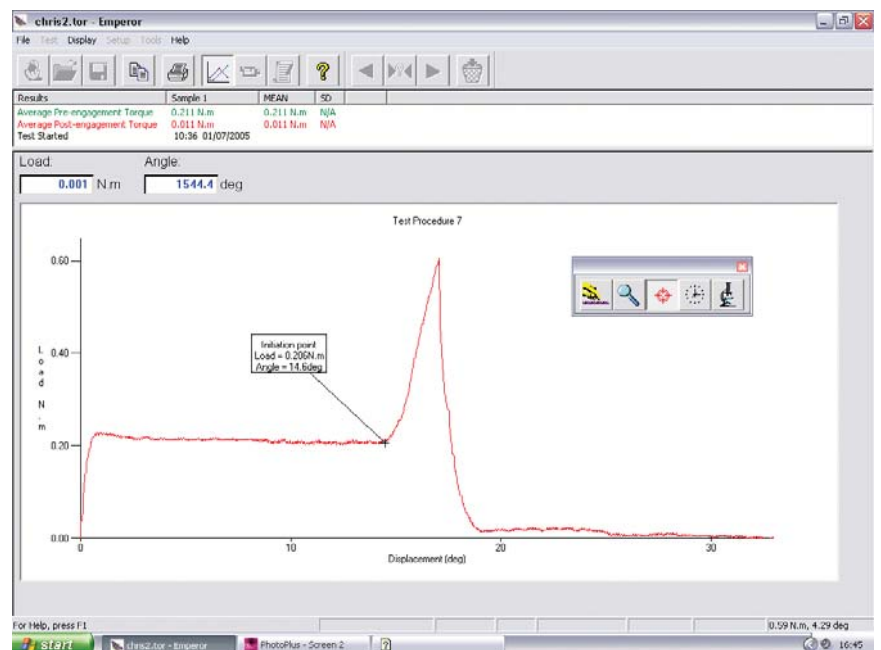 chris2.tor - Emperor
File Test Display Setup Tools Help
Results Sample 1 MEAN SD
Average Pre-engagement Torque 0.211 N.m 0.211 N.m N/A
Average Post-engagement Torque 0.011 N.m 0.011 N.m N/A
Test Started 10:36 01/07/2005
Load: Angle:
0.001 N.m 1544.4 deg
Test Procedure 7
0.60
Initiation point
Load = 0.206N.m
Angle = 14.6deg
0.40
Load N.m
0.20
0.00
0 10 20 30
Displacement (deg)
For Help, press F1 0.59 N.m, 4.29 deg
start chris2.tor - Emperor PhotoPlus - Screen 2 16:45